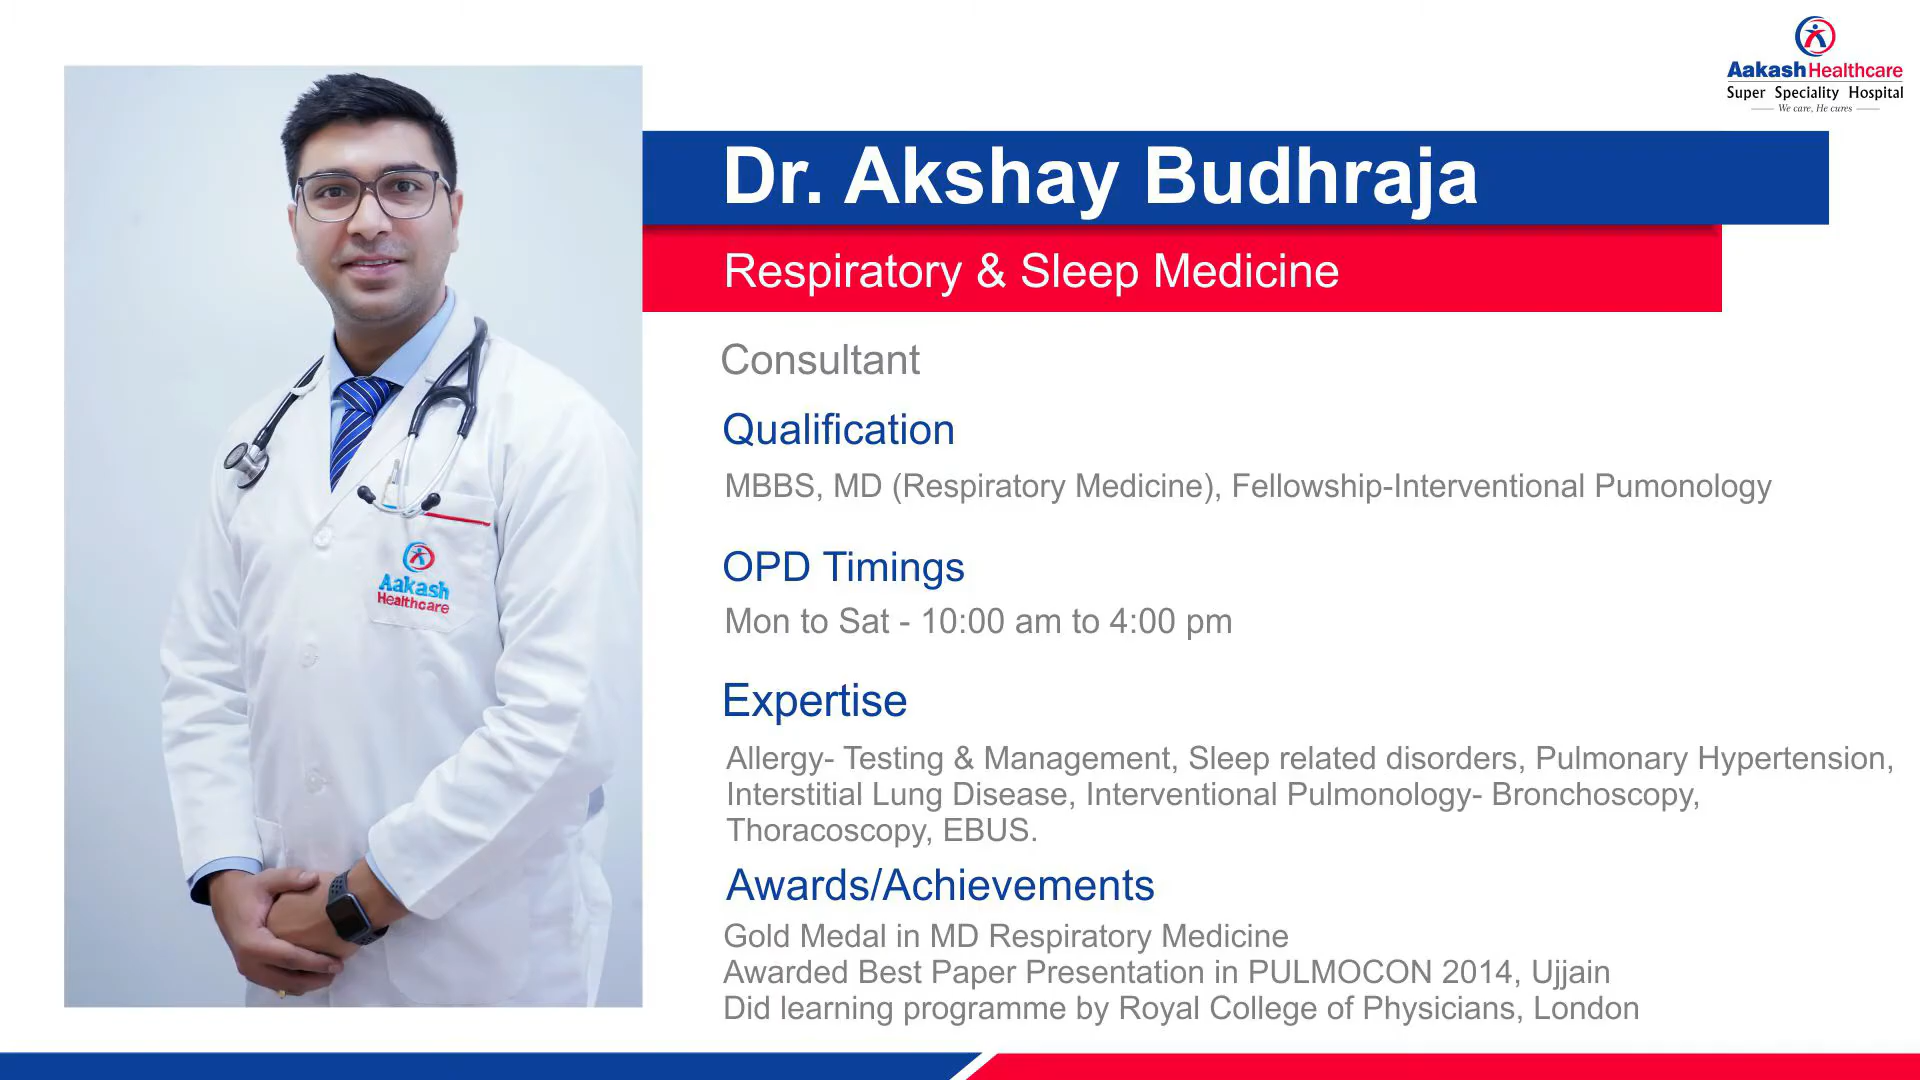 AakashHealthcare
Super Speciality Hospital
We care, He cures
Dr. Akshay Budhraja
Respiratory & Sleep Medicine
Consultant
Qualification
MBBS, MD (Respiratory Medicine), Fellowship-Interventional Pumonology
OPD Timings
Mon to Sat - 10:00 am to 4:00 pm
Expertise
Allergy- Testing & Management, Sleep related disorders, Pulmonary Hypertension,
Interstitial Lung Disease, Interventional Pulmonology- Bronchoscopy,
Thoracoscopy, EBUS.
Awards/Achievements
Gold Medal in MD Respiratory Medicine
Awarded Best Paper Presentation in PULMOCON 2014, Ujjain
Did learning programme by Royal College of Physicians, London
Aakash
Healthcare